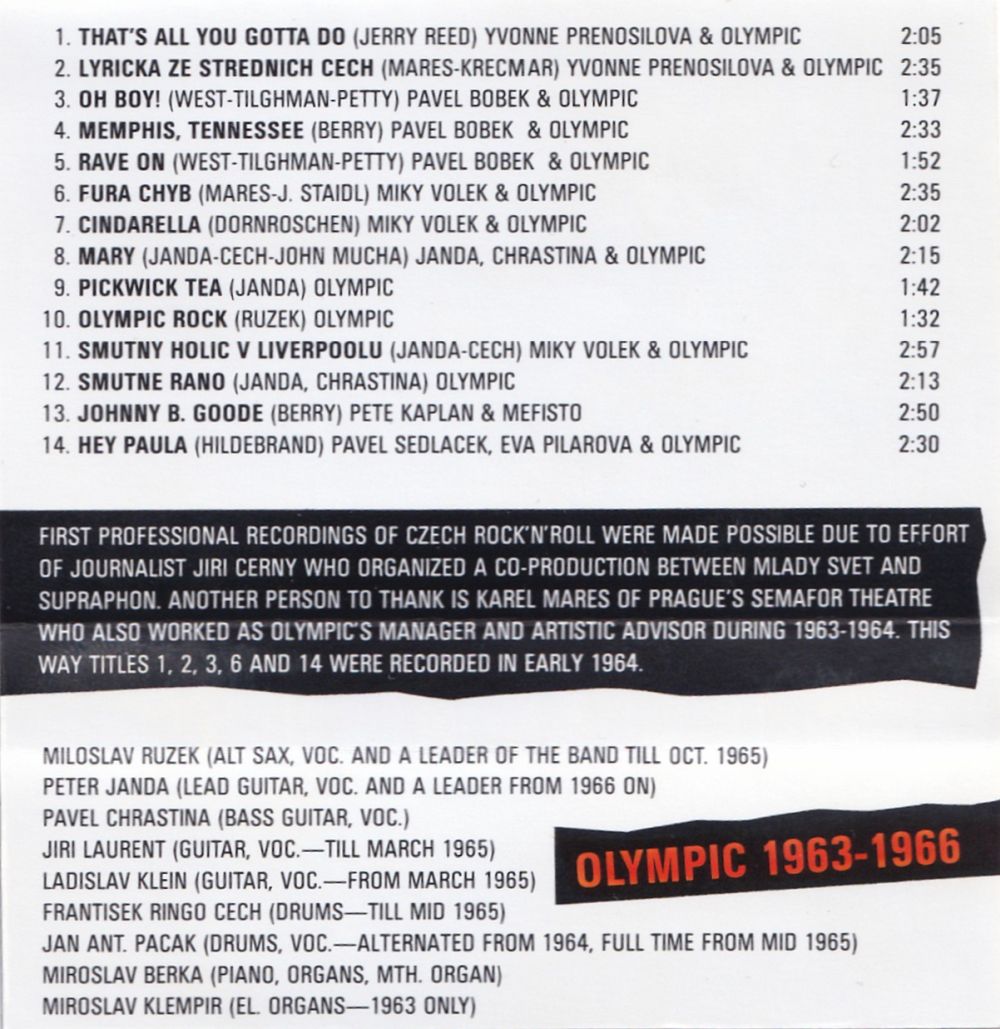 1. THAT'S ALL YOU GOTTA DO (JERRY REED) YVONNE PRENOSILOVA & OLYMPIC 2:05
2. LYRICKA ZE STREDNICH CECH (MARES-KRECMAR) YVONNE PRENOSILOVA & OLYMPIC 2:35
3. OH BOY! (WEST-TILGHMAN-PETTY) PAVEL BOBEK & OLYMPIC 1:37
4. MEMPHIS, TENNESSEE (BERRY) PAVEL BOBEK & OLYMPIC 2:33
5. RAVE ON (WEST-TILGHMAN-PETTY) PAVEL BOBEK & OLYMPIC 1:52
6. FURA CHYB (MARES-J. STAIDL) MIKY VOLEK & OLYMPIC 2:35
7. CINDARELLA (DORNROSCHEN) MIKY VOLEK & OLYMPIC 2:02
8. MARY (JANDA-CECH-JOHN MUCHA) JANDA, CHRASTINA & OLYMPIC 2:15
9. PICKWICK TEA (JANDA) OLYMPIC 1:42
10. OLYMPIC ROCK (RUZEK) OLYMPIC 1:32
11. SMUTNY HOLIC V LIVERPOOLU (JANDA-CECH) MIKY VOLEK & OLYMPIC 2:57
12. SMUTNE RANO (JANDA, CHRASTINA) OLYMPIC 2:13
13. JOHNNY B. GOODE (BERRY) PETE KAPLAN & MEFISTO 2:50
14. HEY PAULA (HILDEBRAND) PAVEL SEDLACEK, EVA PILAROVA & OLYMPIC 2:30
FIRST PROFESSIONAL RECORDINGS OF CZECH ROCK'N'ROLL WERE MADE POSSIBLE DUE TO EFFORT
OF JOURNALIST JIRI CERNY WHO ORGANIZED A CO-PRODUCTION BETWEEN MLADY SVET AND
SUPRAPHON. ANOTHER PERSON TO THANK IS KAREL MARES OF PRAGUE'S SEMAFOR THEATRE
WHO ALSO WORKED AS OLYMPIC'S MANAGER AND ARTISTIC ADVISOR DURING 1963-1964. THIS
WAY TITLES 1, 2, 3, 6 AND 14 WERE RECORDED IN EARLY 1964.
MILOSLAV RUZEK (ALT SAX, VOC. AND A LEADER OF THE BAND TILL OCT. 1965)
PETER JANDA (LEAD GUITAR, VOC. AND A LEADER FROM 1966 ON)
PAVEL CHRASTINA (BASS GUITAR, VOC.)
JIRI LAURENT (GUITAR, VOC.—TILL MARCH 1965)
LADISLAV KLEIN (GUITAR, VOC.—FROM MARCH 1965)
FRANTISEK RINGO CECH (DRUMS—TILL MID 1965)
JAN ANT. PACAK (DRUMS, VOC.—ALTERNATED FROM 1964, FULL TIME FROM MID 1965)
MIROSLAV BERKA (PIANO, ORGANS, MTH. ORGAN)
MIROSLAV KLEMPIR (EL. ORGANS—1963 ONLY)
OLYMPIC 1963-1966